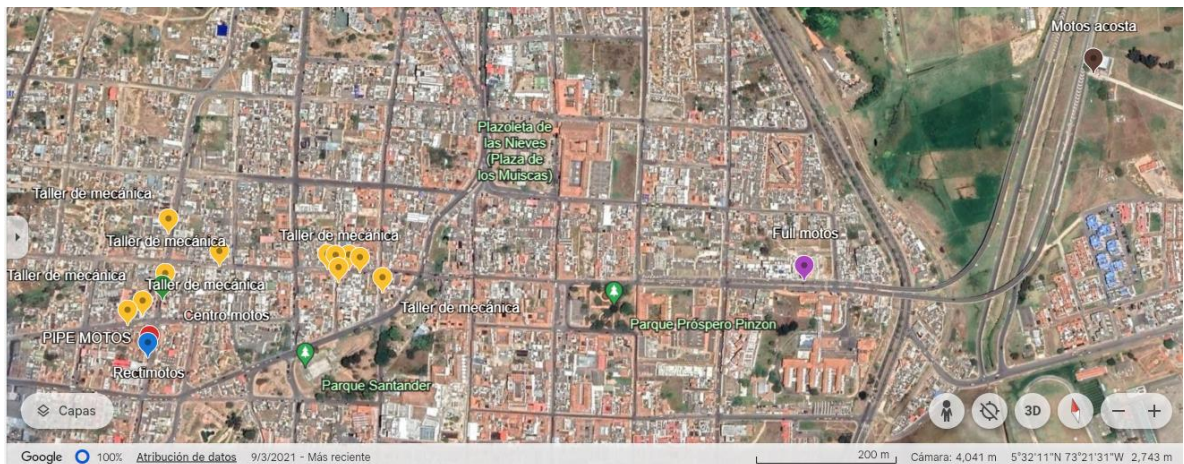 Motos acosta
Plazoleta de
las Nieves
(Plaza de
los Muiscas)
Taller de mecánica
Taller de mecánica
Taller de mecánica
Full motos
Taller de mecánica
Taller de mecánica
Taller de mecánica
Centro motos
Parque Próspero Pinzón
PIPE MOTOS
Rectimotos
Parque Santander
Capas
3D
Google
100%
Atribución de datos
9/3/2021 - Más reciente
200 m
Cámara: 4,041 m
5°32'11"N 73°21'31"W
2,743 m